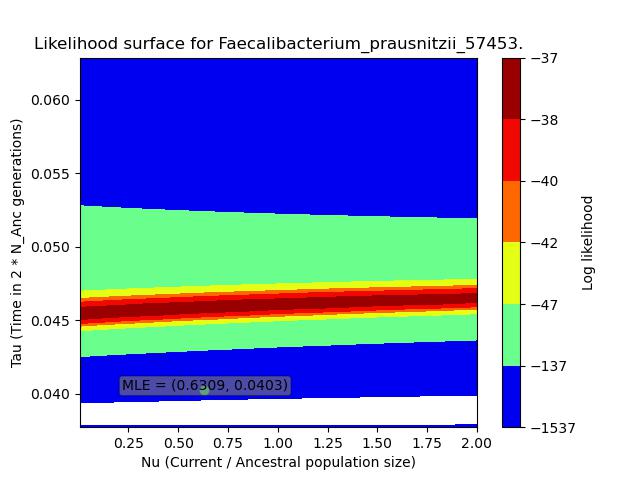 Likelihood surface for Faecalibacterium_prausnitzii_57453.
Tau (Time in 2 * N_Anc generations)
0.060
0.055
0.050
0.045
0.040
MLE = (0.6309, 0.0403)
0.25 0.50 0.75 1.00 1.25 1.50 1.75 2.00
Nu (Current / Ancestral population size)
−37
−38
−40
−42
−47
−137
−1537
Log likelihood